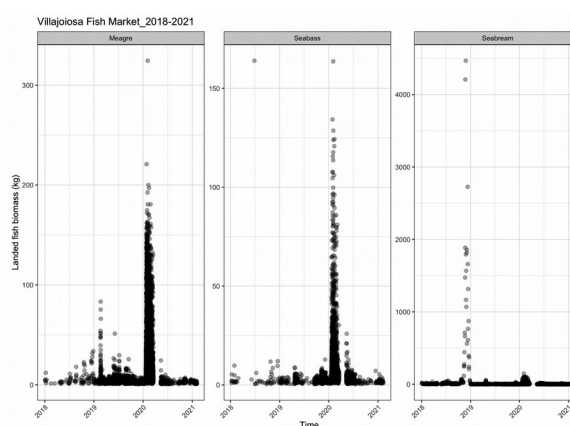 Villajoiosa Fish Market_2018-2021
Meagre
Seabass
Seabream
Landed fish biomass (kg)
300
200
100
0
150
100
50
0
4000
3000
2000
1000
0
2018 2019 2020 2021
2018 2019 2020 2021
2018 2019 2020 2021
Time